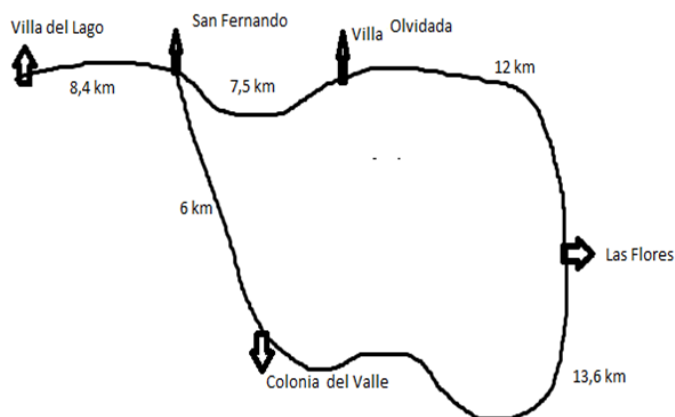 Villa del Lago
San Fernando
Villa Olvidada
8,4 km
7,5 km
12 km
6 km
Las Flores
Colonia del Valle
13,6 km